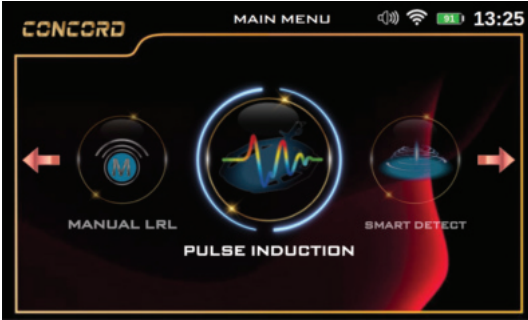 CONCORD
MAIN MENU
91
13:25
M
MANUAL LRL
PULSE INDUCTION
SMART DETECT